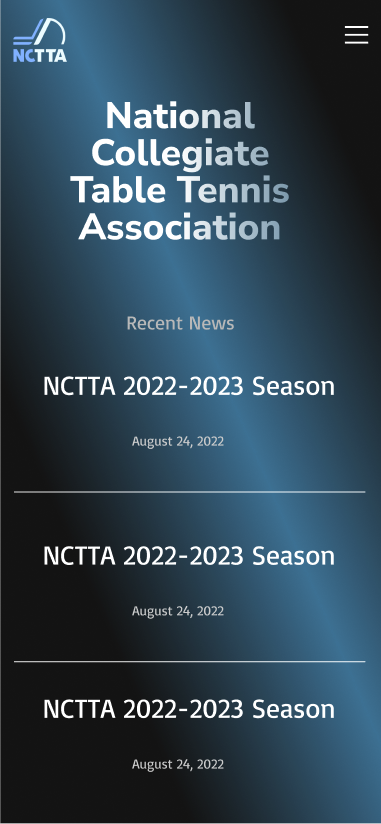 NCTTA
National
Collegiate
Table Tennis
Association
Recent News
NCTTA 2022-2023 Season
August 24, 2022
NCTTA 2022-2023 Season
August 24, 2022
NCTTA 2022-2023 Season
August 24, 2022